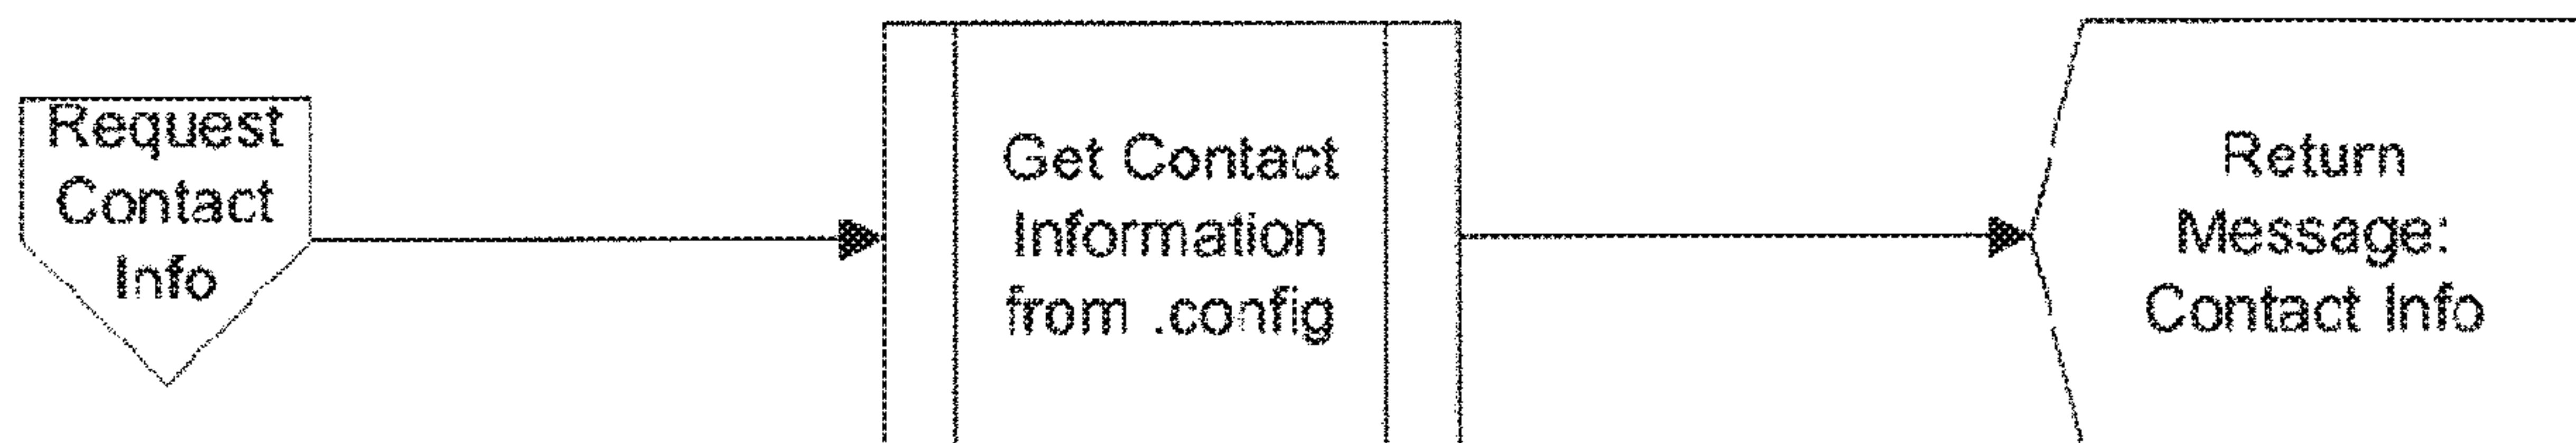 Request
Contact
Info
Get Contact
Information
from .config
Return
Message:
Contact Info